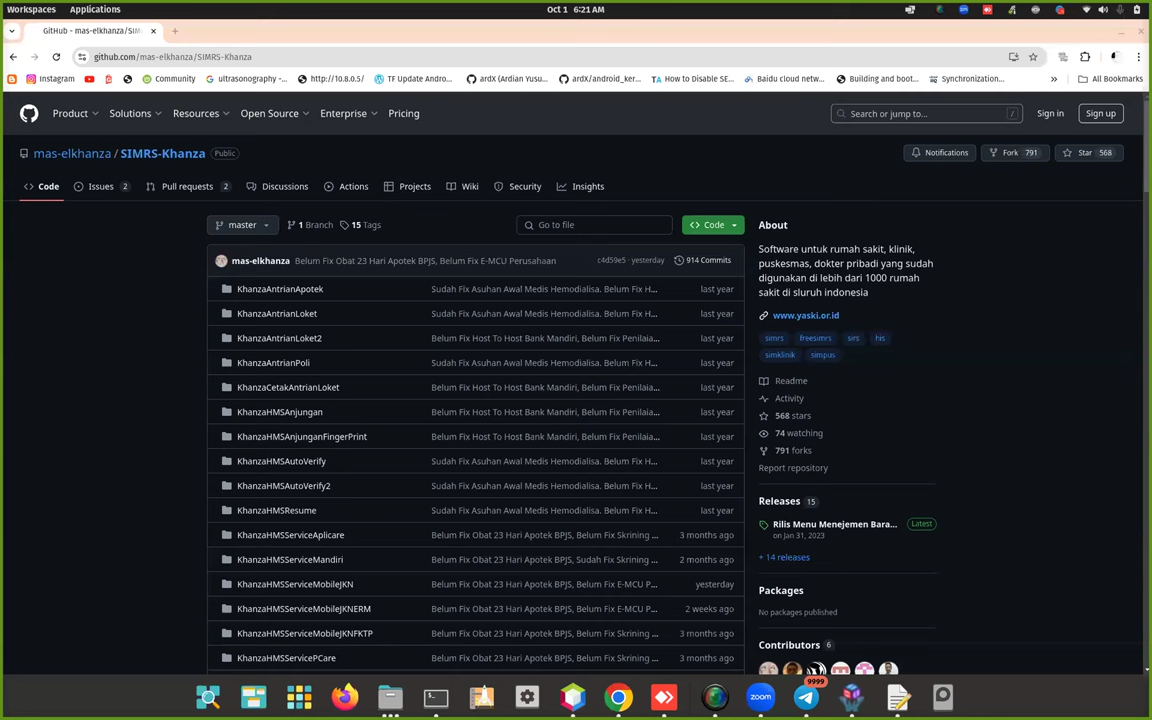 Workspaces Applications Oct 1 6:21 AM
GitHub - mas-elkhanza/SIM
github.com/mas-elkhanza/SIMRS-Khanza
Instagram Community ultrasonography -... http://10.8.0.5/ TF Update Andro... ardX (Ardian Yusu... ardX/android_ker... How to Disable SE... Baidu cloud netw... Building and boot... Synchronization... » All Bookmarks
Product Solutions Resources Open Source Enterprise Pricing Search or jump to... / Sign in Sign up
mas-elkhanza / SIMRS-Khanza Public Notifications Fork 791 Star 568
Code Issues 2 Pull requests 2 Discussions Actions Projects Wiki Security Insights
master 1 Branch 15 Tags Go to file Code
mas-elkhanza Belum Fix Obat 23 Hari Apotek BPJS, Belum Fix E-MCU Perusahaan c4d59e5 · yesterday 914 Commits
KhanzaAntrianApotek Sudah Fix Asuhan Awal Medis Hemodialisa. Belum Fix H... last year
KhanzaAntrianLoket Sudah Fix Asuhan Awal Medis Hemodialisa. Belum Fix H... last year
KhanzaAntrianLoket2 Belum Fix Host To Host Bank Mandiri, Belum Fix Penilaia... last year
KhanzaAntrianPoli Sudah Fix Asuhan Awal Medis Hemodialisa. Belum Fix H... last year
KhanzaCetakAntrianLoket Belum Fix Host To Host Bank Mandiri, Belum Fix Penilaia... last year
KhanzaHMSAnjungan Belum Fix Host To Host Bank Mandiri, Belum Fix Penilaia... last year
KhanzaHMSAnjunganFingerPrint Belum Fix Host To Host Bank Mandiri, Belum Fix Penilaia... last year
KhanzaHMSAutoVerify Sudah Fix Asuhan Awal Medis Hemodialisa. Belum Fix H... last year
KhanzaHMSAutoVerify2 Sudah Fix Asuhan Awal Medis Hemodialisa. Belum Fix H... last year
KhanzaHMSResume Sudah Fix Asuhan Awal Medis Hemodialisa. Belum Fix H... last year
KhanzaHMSServiceAplicare Belum Fix Obat 23 Hari Apotek BPJS, Belum Fix Skrining ... 3 months ago
KhanzaHMSServiceMandiri Belum Fix Obat 23 Hari Apotek BPJS, Sudah Fix Skrining ... 2 months ago
KhanzaHMSServiceMobileJKN Belum Fix Obat 23 Hari Apotek BPJS, Belum Fix E-MCU P... yesterday
KhanzaHMSServiceMobileJKNERM Belum Fix Obat 23 Hari Apotek BPJS, Belum Fix E-MCU P... 2 weeks ago
KhanzaHMSServiceMobileJKNFKTP Belum Fix Obat 23 Hari Apotek BPJS, Belum Fix Skrining ... 3 months ago
KhanzaHMSServicePCare Belum Fix Obat 23 Hari Apotek BPJS, Belum Fix Skrining ... 3 months ago
About
Software untuk rumah sakit, klinik,
puskesmas, dokter pribadi yang sudah
digunakan di lebih dari 1000 rumah
sakit di sluruh indonesia
www.yaski.or.id
simrs freesimrs sirs his
simklinik simpus
Readme
Activity
568 stars
74 watching
791 forks
Report repository
Releases 15
Rilis Menu Menejemen Bara... Latest
on Jan 31, 2023
+ 14 releases
Packages
No packages published
Contributors 6
zoom
9999